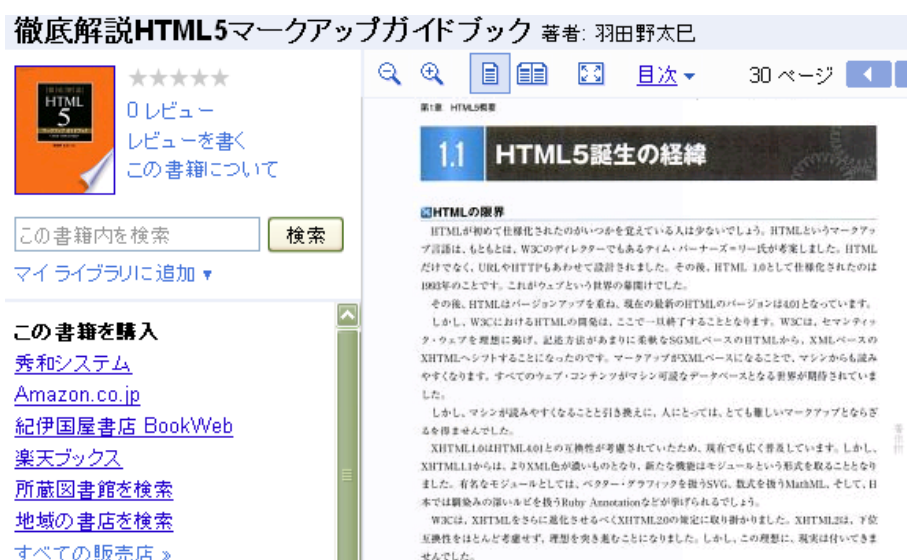 徹底解説HTML5マークアップガイドブック 著者: 羽田野太巳
HTML
5
★★★★★
0 レビュー
レビューを書く
この書籍について
この書籍内を検索
検索
マイ ライブラリに追加 ▼
この書籍を購入
秀和システム
Amazon.co.jp
紀伊国屋書店 BookWeb
楽天ブックス
所蔵図書館を検索
地域の書店を検索
すべての販売店 »
目次 ▼
30 ページ
第1章 HTML5概要
1.1 HTML5誕生の経緯
HTMLの限界
HTMLが初めて仕様化されたのがいつかを覚えている人は少ないでしょう。HTMLというマークアッ
プ言語は、もともとは、W3Cのディレクターでもあるティム・バーナーズ=リー氏が考案しました。HTML
だけでなく、URLやHTTPもあわせて設計されました。その後、HTML 1.0として仕様化されたのは
1993年のことです。これがウェブという世界の幕開けでした。
その後、HTMLはバージョンアップを重ね、現在の最新のHTMLのバージョンは4.01となっています。
しかし、W3CにおけるHTMLの開発は、ここで一旦終了することとなります。W3Cは、セマンティッ
ク・ウェブを理想に掲げ、記述方法があまりに柔軟なSGMLベースのHTMLから、XMLベースの
XHTMLへシフトすることになったのです。マークアップがXMLベースになることで、マシンからも読み
やすくなります。すべてのウェブ・コンテンツがマシン可読なデータベースとなる世界が期待されていま
した。
しかし、マシンが読みやすくなることと引き換えに、人にとっては、とても難しいマークアップとならざ
るを得ませんでした。
XHTML1.0はHTML4.01との互換性が考慮されていたため、現在でも広く普及しています。しかし、
XHTML1.1からは、よりXML色が濃いものとなり、新たな機能はモジュールという形式を取ることとなり
ました。有名なモジュールとしては、ベクター・グラフィックを扱うSVG、数式を扱うMathML、そして、日
本では馴染みの深いルビを扱うRuby Annotationなどが挙げられるでしょう。
W3Cは、XHTMLをさらに進化させるべくXHTML2.0の策定に取り掛かりました。XHTML2は、下位
互換性をほとんど考慮せず、理想を突き進むことになりました。しかし、この理想に、現実は付いてきま
せんでした。